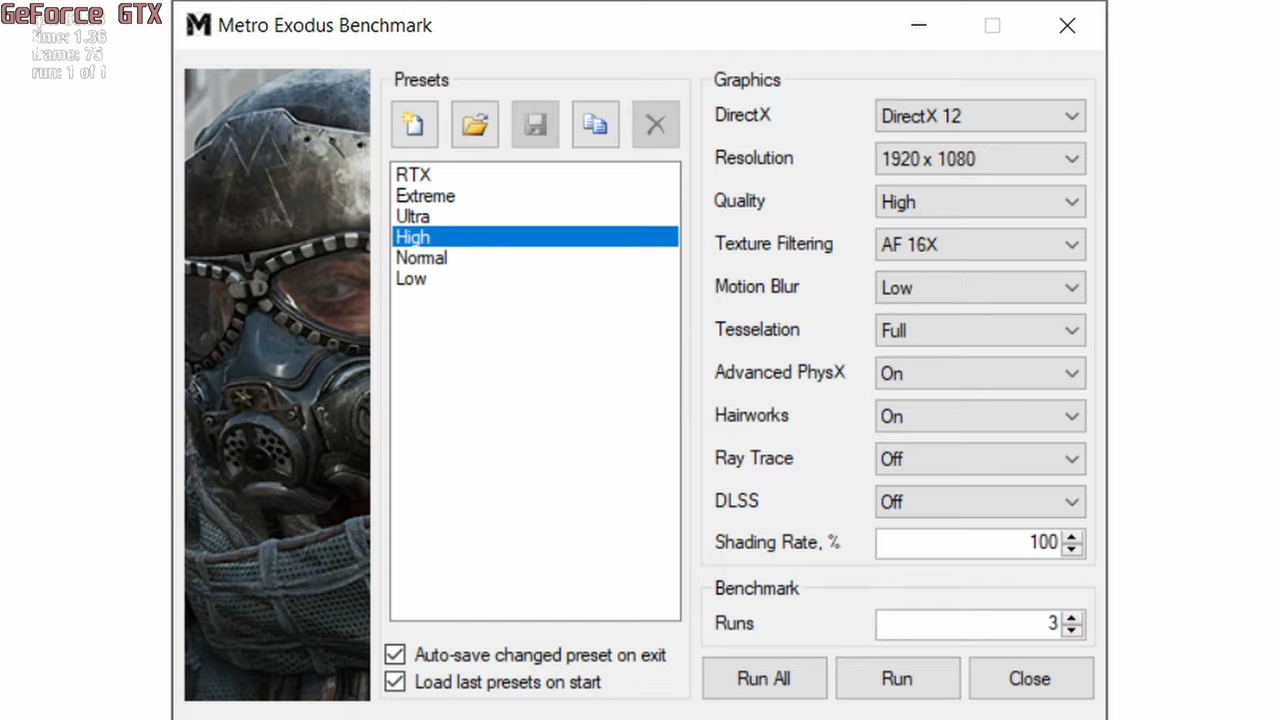 GeForce GTX
time: 1.36
frame: 75
run: 1 of 1
Metro Exodus Benchmark
Presets
RTX
Extreme
Ultra
High
Normal
Low
Auto-save changed preset on exit
Load last presets on start
Graphics
DirectX DirectX 12
Resolution 1920 x 1080
Quality High
Texture Filtering AF 16X
Motion Blur Low
Tesselation Full
Advanced PhysX On
Hairworks On
Ray Trace Off
DLSS Off
Shading Rate, % 100
Benchmark
Runs 3
Run All Run Close